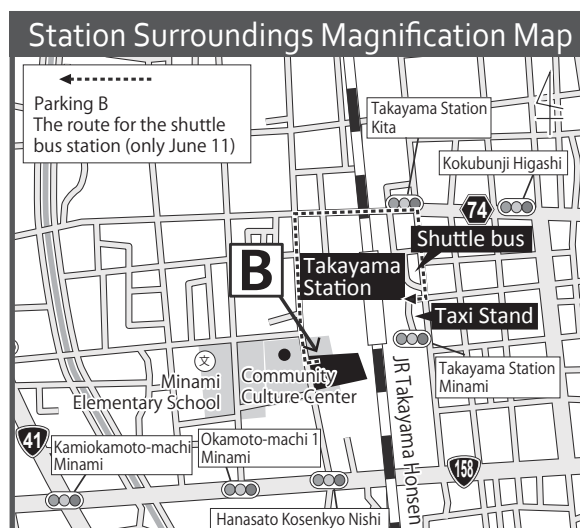 Station Surroundings Magnification Map
Parking B
The route for the shuttle
bus station (only June 11)
Takayama Station
Kita
Kokubunji Higashi
74
Shuttle bus
B
Takayama
Station
Taxi Stand
文
Minami
Elementary School
Community
Culture Center
Takayama Station
Minami
JR Takayama Honsen
41
Kamiokamoto-machi
Minami
Okamoto-machi 1
Minami
158
Hanasato Kosenkyo Nishi